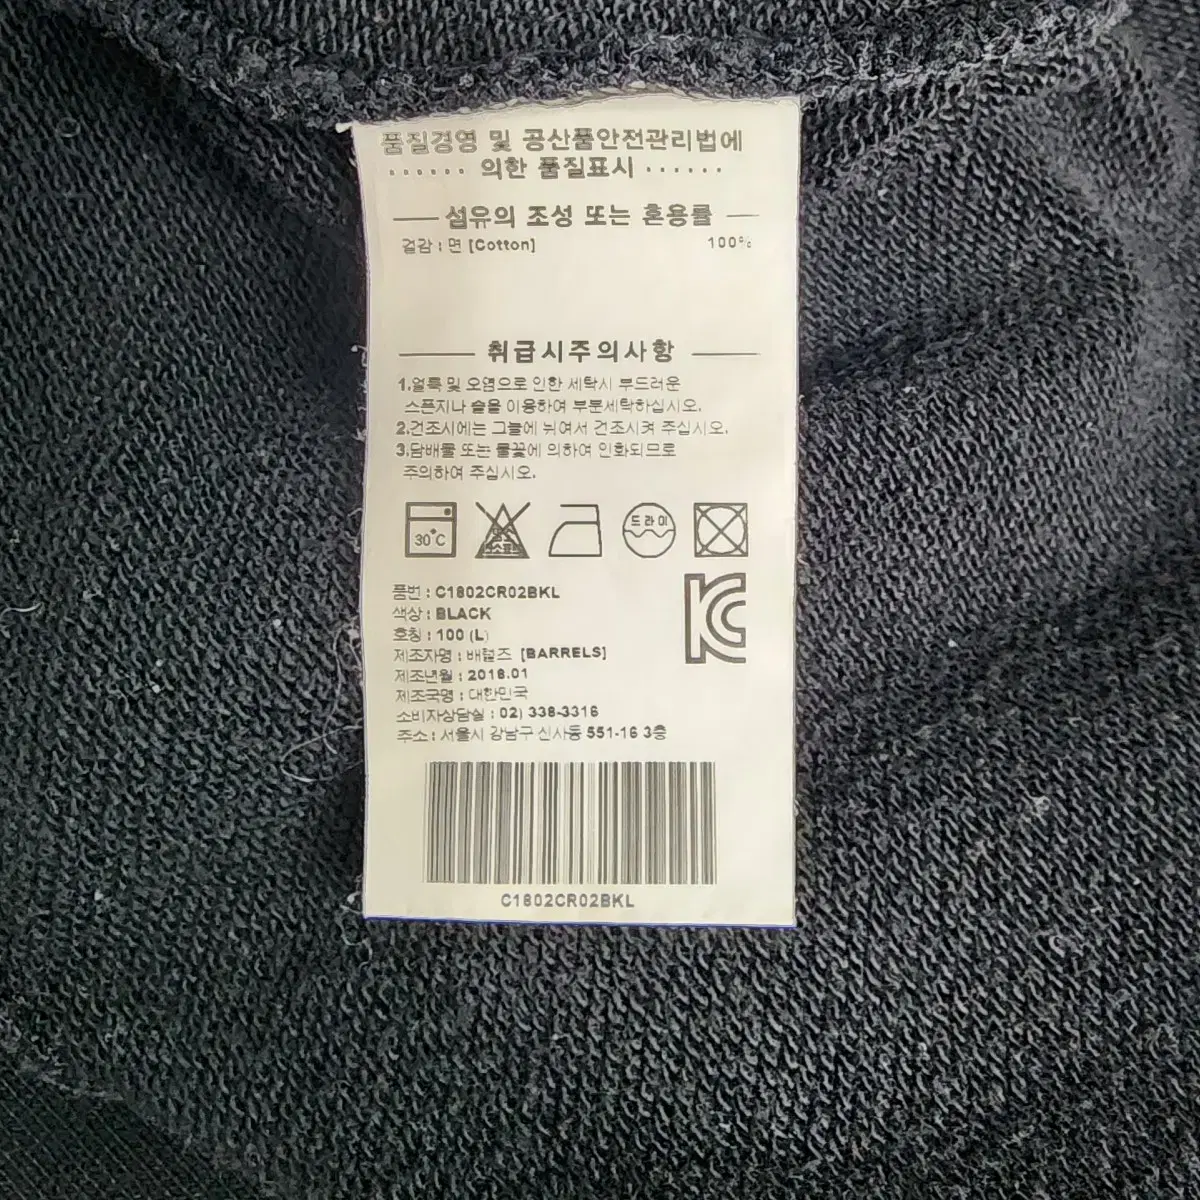 품질경영 및 공산품안전관리법에
...... 의한 품질표시 ......
섬유의 조성 또는 혼용률
겉감 : 면 [Cotton] 100%
취급시주의사항
1.얼룩 및 오염으로 인한 세탁시 부드러운
스폰지나 솔을 이용하여 부분세탁하십시오.
2.건조시에는 그늘에 뉘여서 건조시켜 주십시오.
3.담배불 또는 불꽃에 의하여 인화되므로
주의하여 주십시오.
30°C 드라이
품번 : C1802CR02BKL
색상 : BLACK
호칭 : 100 (L)
제조자명 : 배럴즈 [BARRELS]
제조년월 : 2018.01
제조국명 : 대한민국
소비자상담실 : 02) 338-3316
주소 : 서울시 강남구 신사동 551-16 3층
C1802CR02BKL